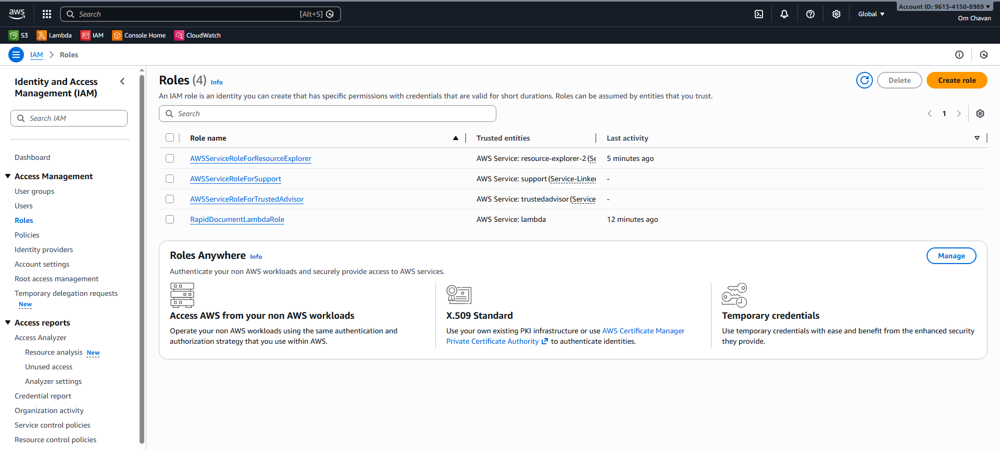 aws
Search
[Alt+S]
Global
Account ID: 9613-4150-8989
Om Chavan
S3
Lambda
IAM
Console Home
CloudWatch
IAM
Roles
Identity and Access
Management (IAM)
Search IAM
Dashboard
Access Management
User groups
Users
Roles
Policies
Identity providers
Account settings
Root access management
Temporary delegation requests
New
Access reports
Access Analyzer
Resource analysis New
Unused access
Analyzer settings
Credential report
Organization activity
Service control policies
Resource control policies
Roles (4) Info
Delete
Create role
An IAM role is an identity you can create that has specific permissions with credentials that are valid for short durations. Roles can be assumed by entities that you trust.
Search
1
Role name
Trusted entities
Last activity
AWSServiceRoleForResourceExplorer
AWS Service: resource-explorer-2 (Se
5 minutes ago
AWSServiceRoleForSupport
AWS Service: support (Service-Linked
-
AWSServiceRoleForTrustedAdvisor
AWS Service: trustedadvisor (Service
-
RapidDocumentLambdaRole
AWS Service: lambda
12 minutes ago
Roles Anywhere Info
Manage
Authenticate your non AWS workloads and securely provide access to AWS services.
Access AWS from your non AWS workloads
Operate your non AWS workloads using the same authentication and
authorization strategy that you use within AWS.
X.509 Standard
Use your own existing PKI infrastructure or use AWS Certificate Manager
Private Certificate Authority to authenticate identities.
Temporary credentials
Use temporary credentials with ease and benefit from the enhanced security
they provide.